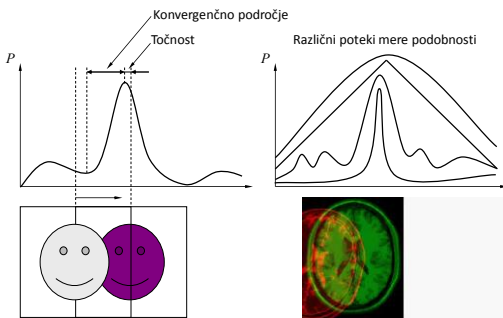 Konvergenčno področje
Točnost
Različni poteki mere podobnosti
P
P